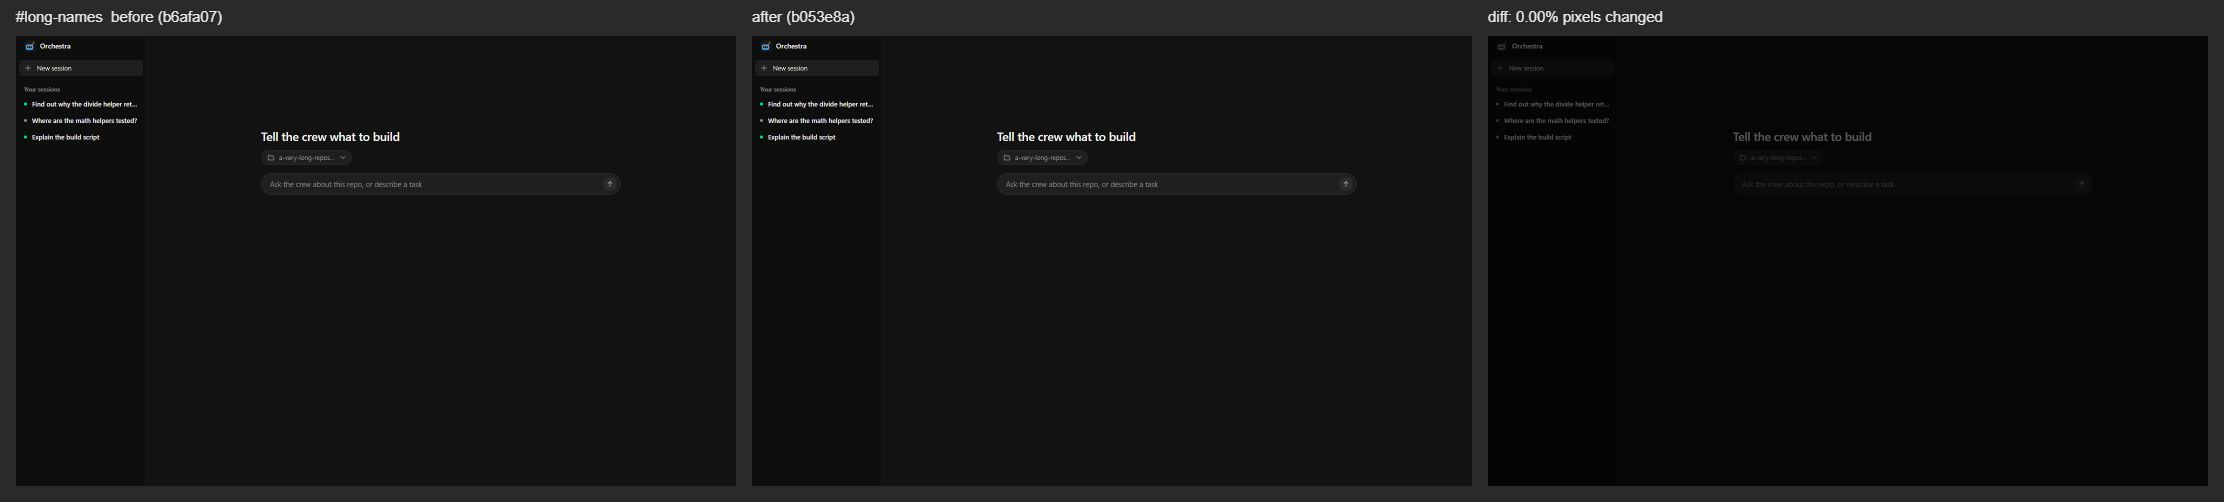 #long-names before (b6afa07)
Orchestra
New session
Your sessions
Find out why the divide helper ret...
Where are the math helpers tested?
Explain the build script
Tell the crew what to build
a-very-long-repos...
Ask the crew about this repo, or describe a task
after (b053e8a)
Orchestra
New session
Your sessions
Find out why the divide helper ret...
Where are the math helpers tested?
Explain the build script
Tell the crew what to build
a-very-long-repos...
Ask the crew about this repo, or describe a task
diff: 0.00% pixels changed
Orchestra
New session
Your sessions
Find out why the divide helper ret...
Where are the math helpers tested?
Explain the build script
Tell the crew what to build
a-very-long-repos...
Ask the crew about this repo, or describe a task